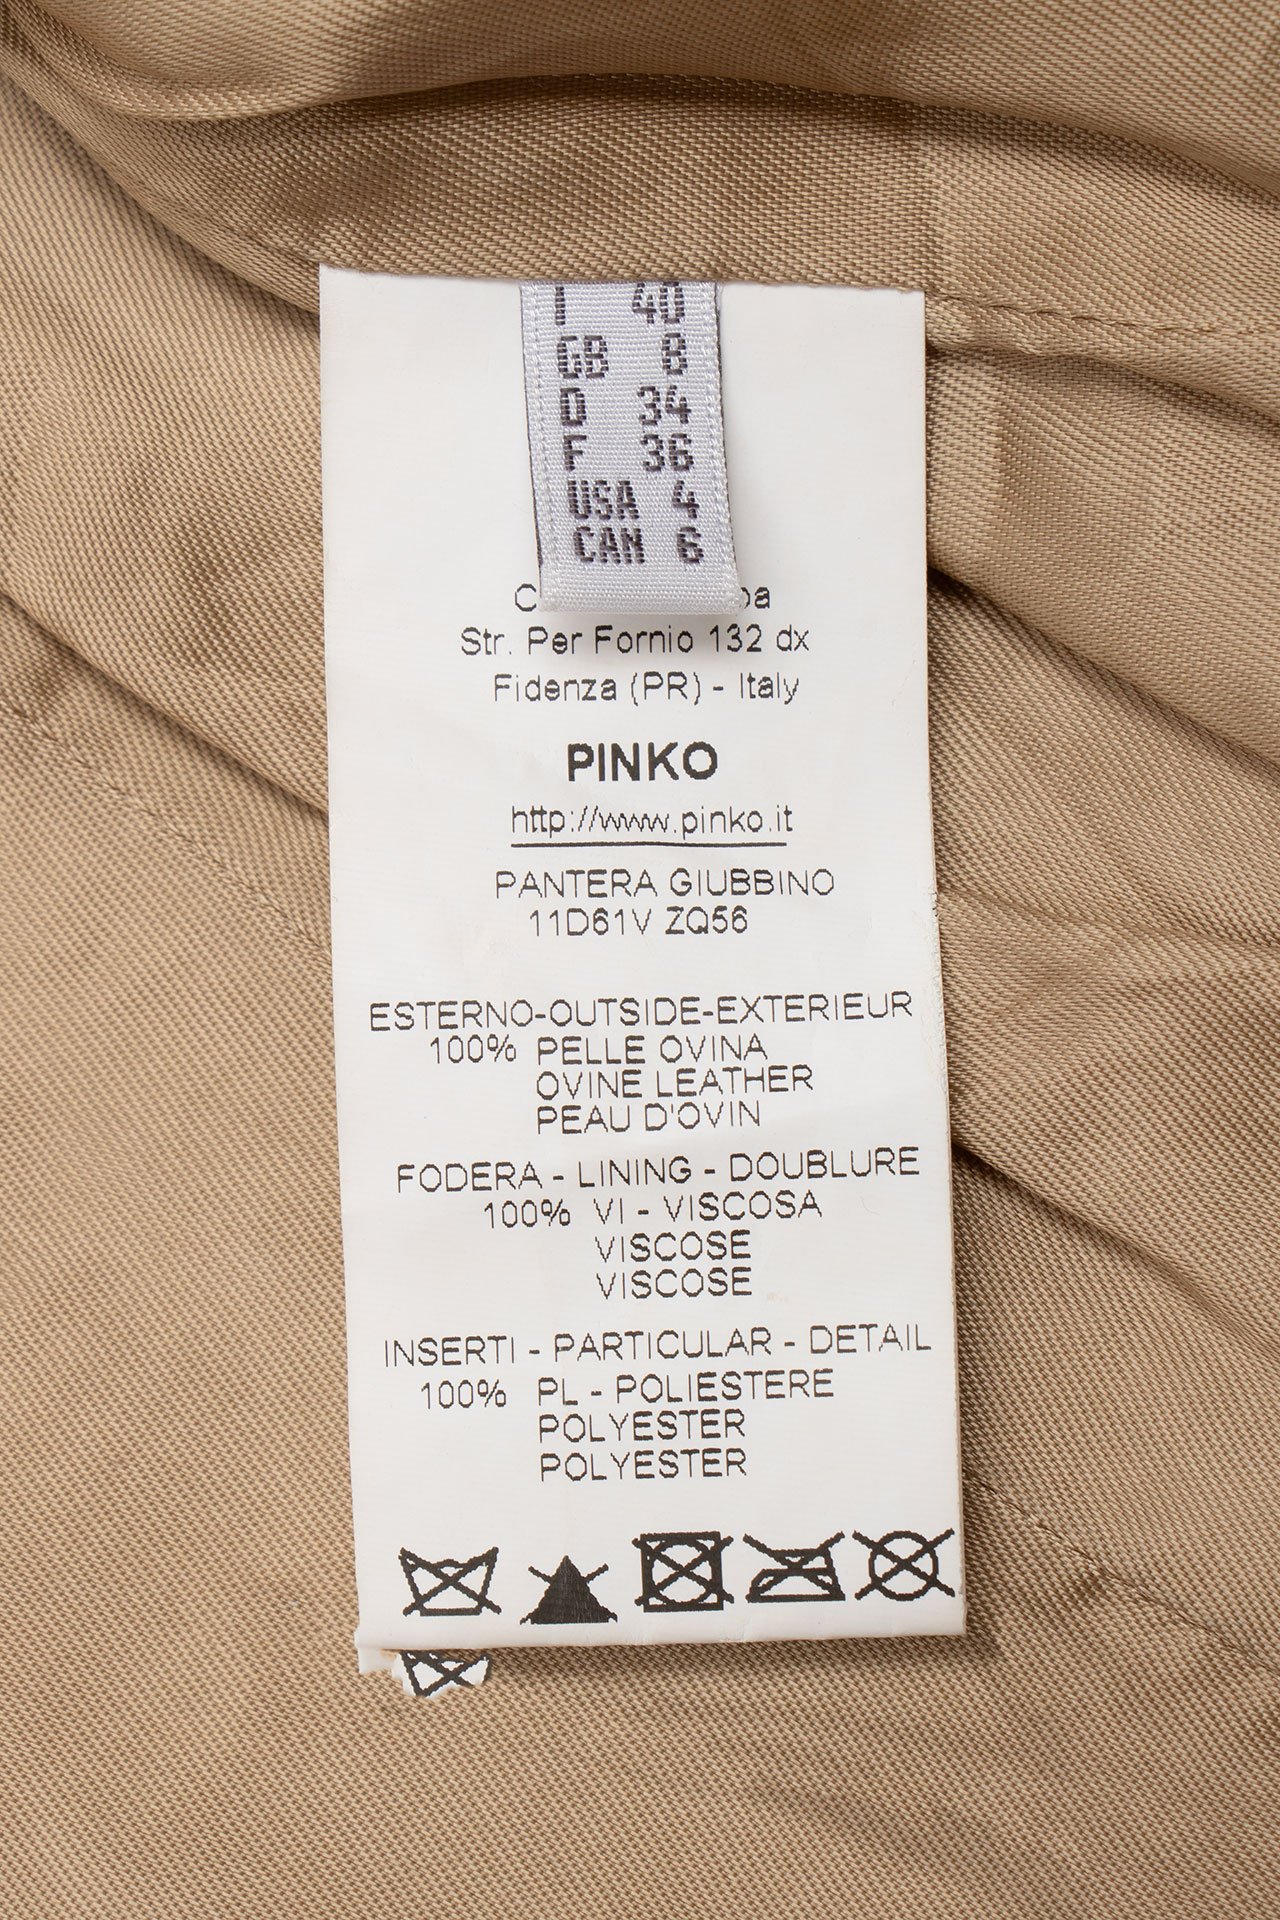 I 40
GB 8
D 34
F 36
USA 4
CAN 6
Str. Per Fornio 132 dx
Fidenza (PR) - Italy
PINKO
http://www.pinko.it
PANTERA GIUBBINO
11D61V ZQ56
ESTERNO-OUTSIDE-EXTERIEUR
100% PELLE OVINA
OVINE LEATHER
PEAU D'OVIN
FODERA - LINING - DOUBLURE
100% VI - VISCOSA
VISCOSE
VISCOSE
INSERTI - PARTICULAR - DETAIL
100% PL - POLIESTERE
POLYESTER
POLYESTER